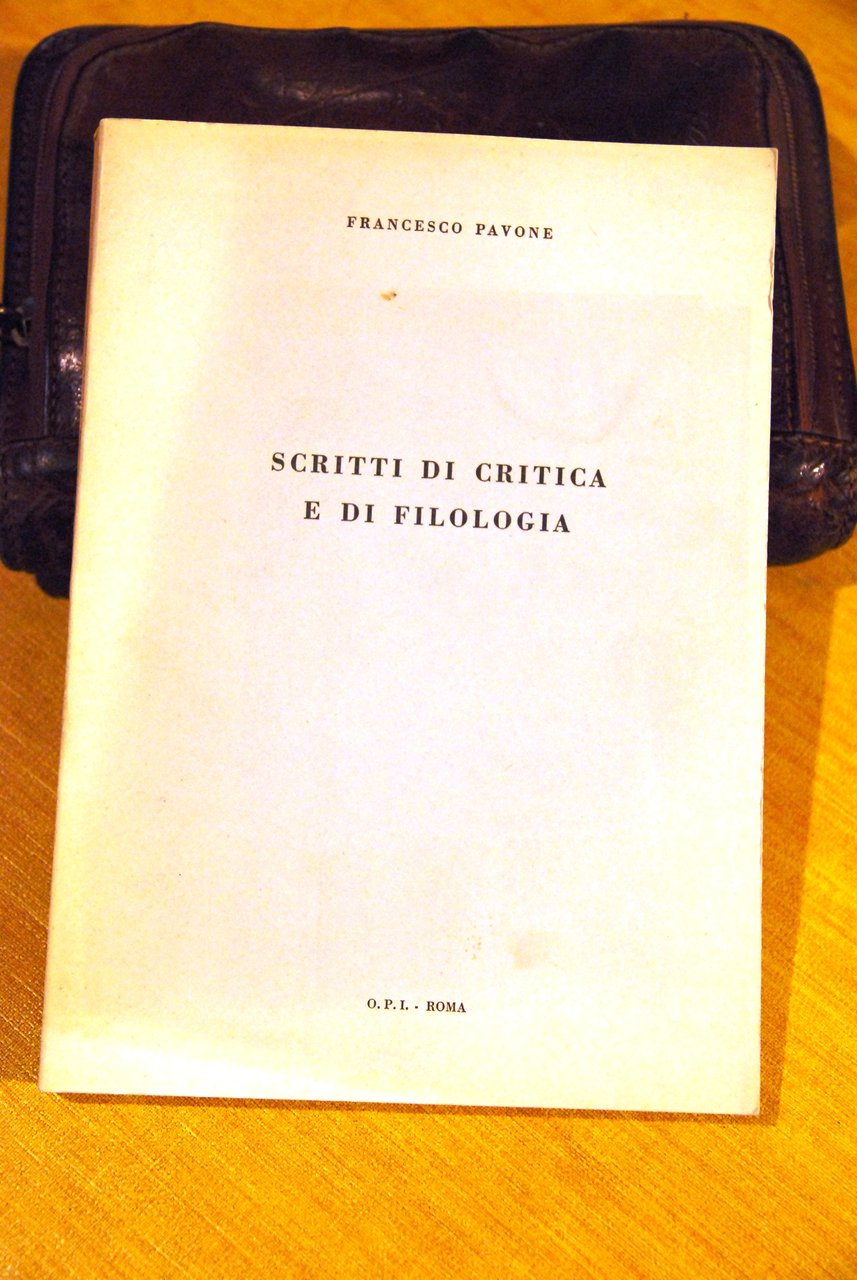 FRANCESCO PAVONE
SCRITTI DI CRITICA
E DI FILOLOGIA
O. P. I. - ROMA